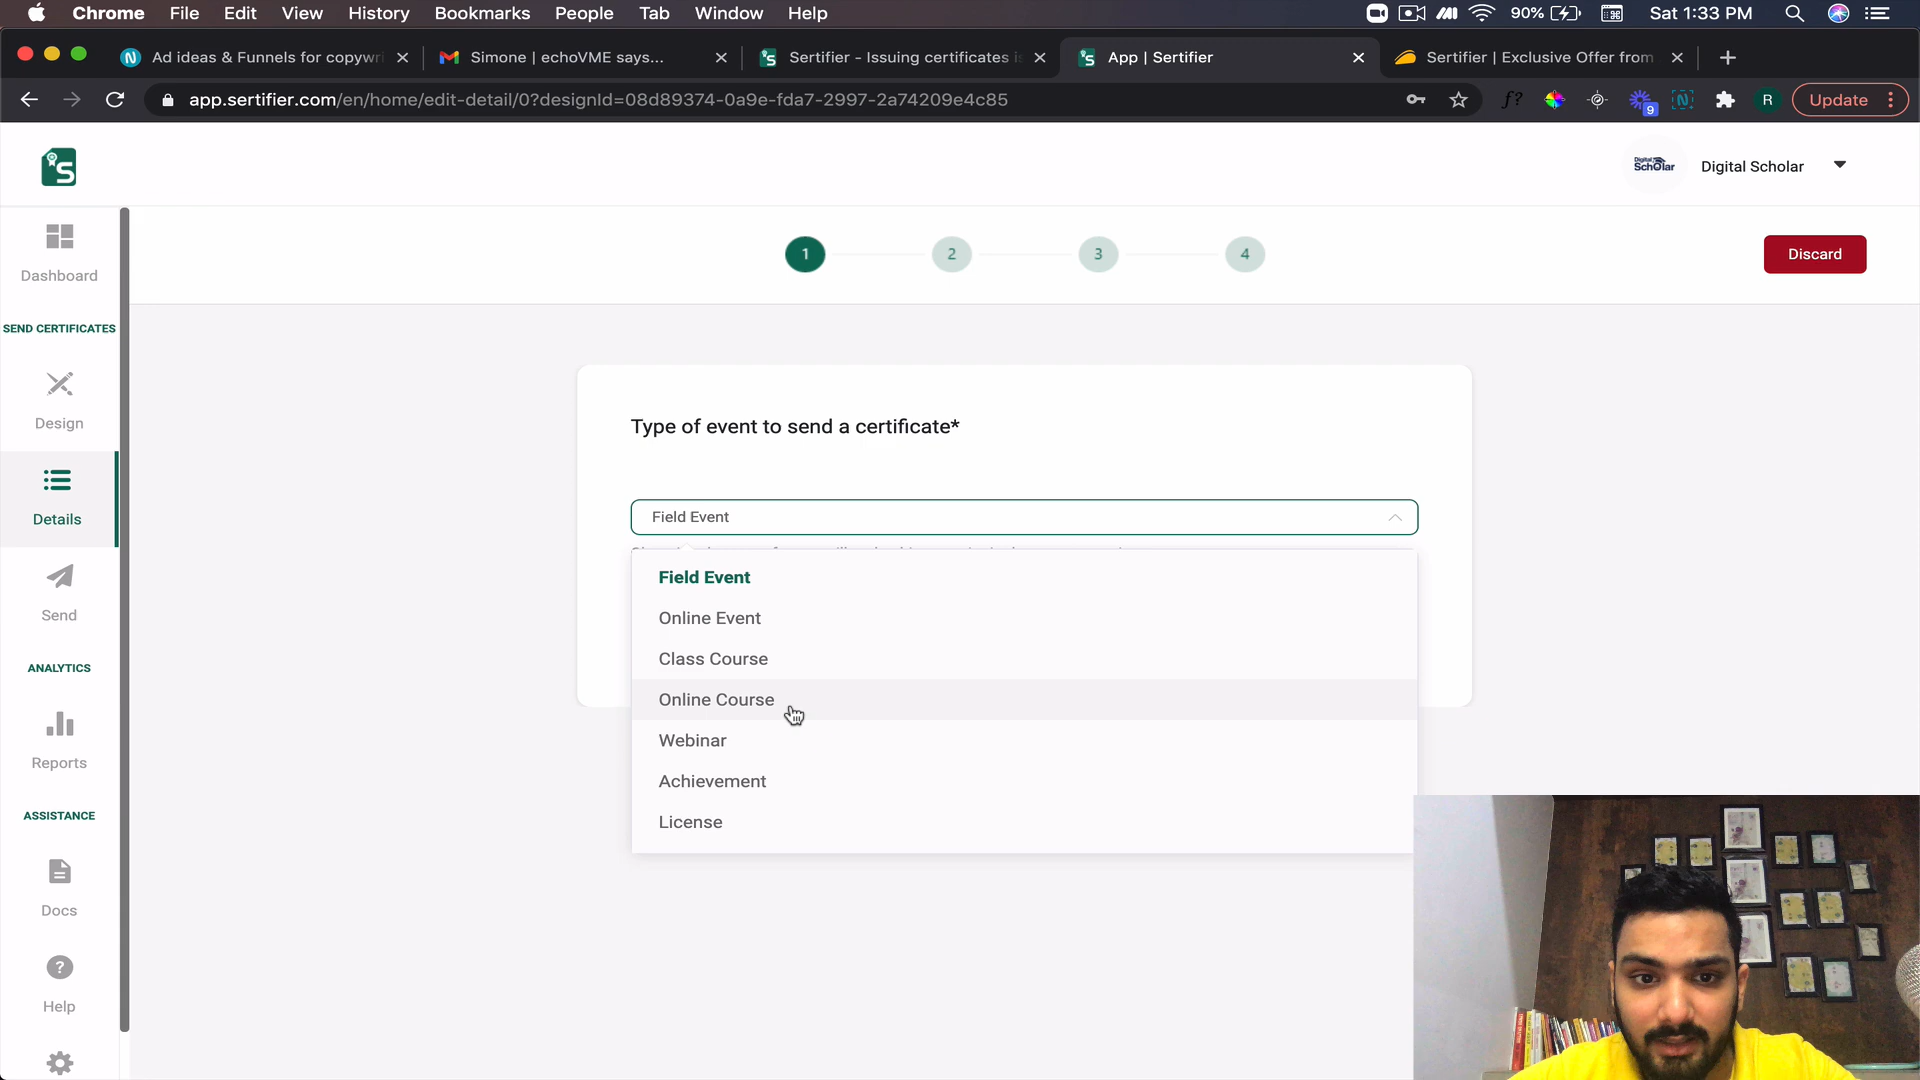 Chrome File Edit View History Bookmarks People Tab Window Help 90% Sat 1:33 PM
Ad ideas & Funnels for copywri
Simone | echoVME says...
Sertifier - Issuing certificates is
App | Sertifier
Sertifier | Exclusive Offer from
app.sertifier.com/en/home/edit-detail/0?designId=08d89374-0a9e-fda7-2997-2a74209e4c85
f?
9
R
Update
S
Digital
SchOlar
Digital Scholar
1 2 3 4
Discard
Dashboard
SEND CERTIFICATES
Design
Details
Send
ANALYTICS
Reports
ASSISTANCE
Docs
Help
Type of event to send a certificate*
Field Event
Field Event
Online Event
Class Course
Online Course
Webinar
Achievement
License